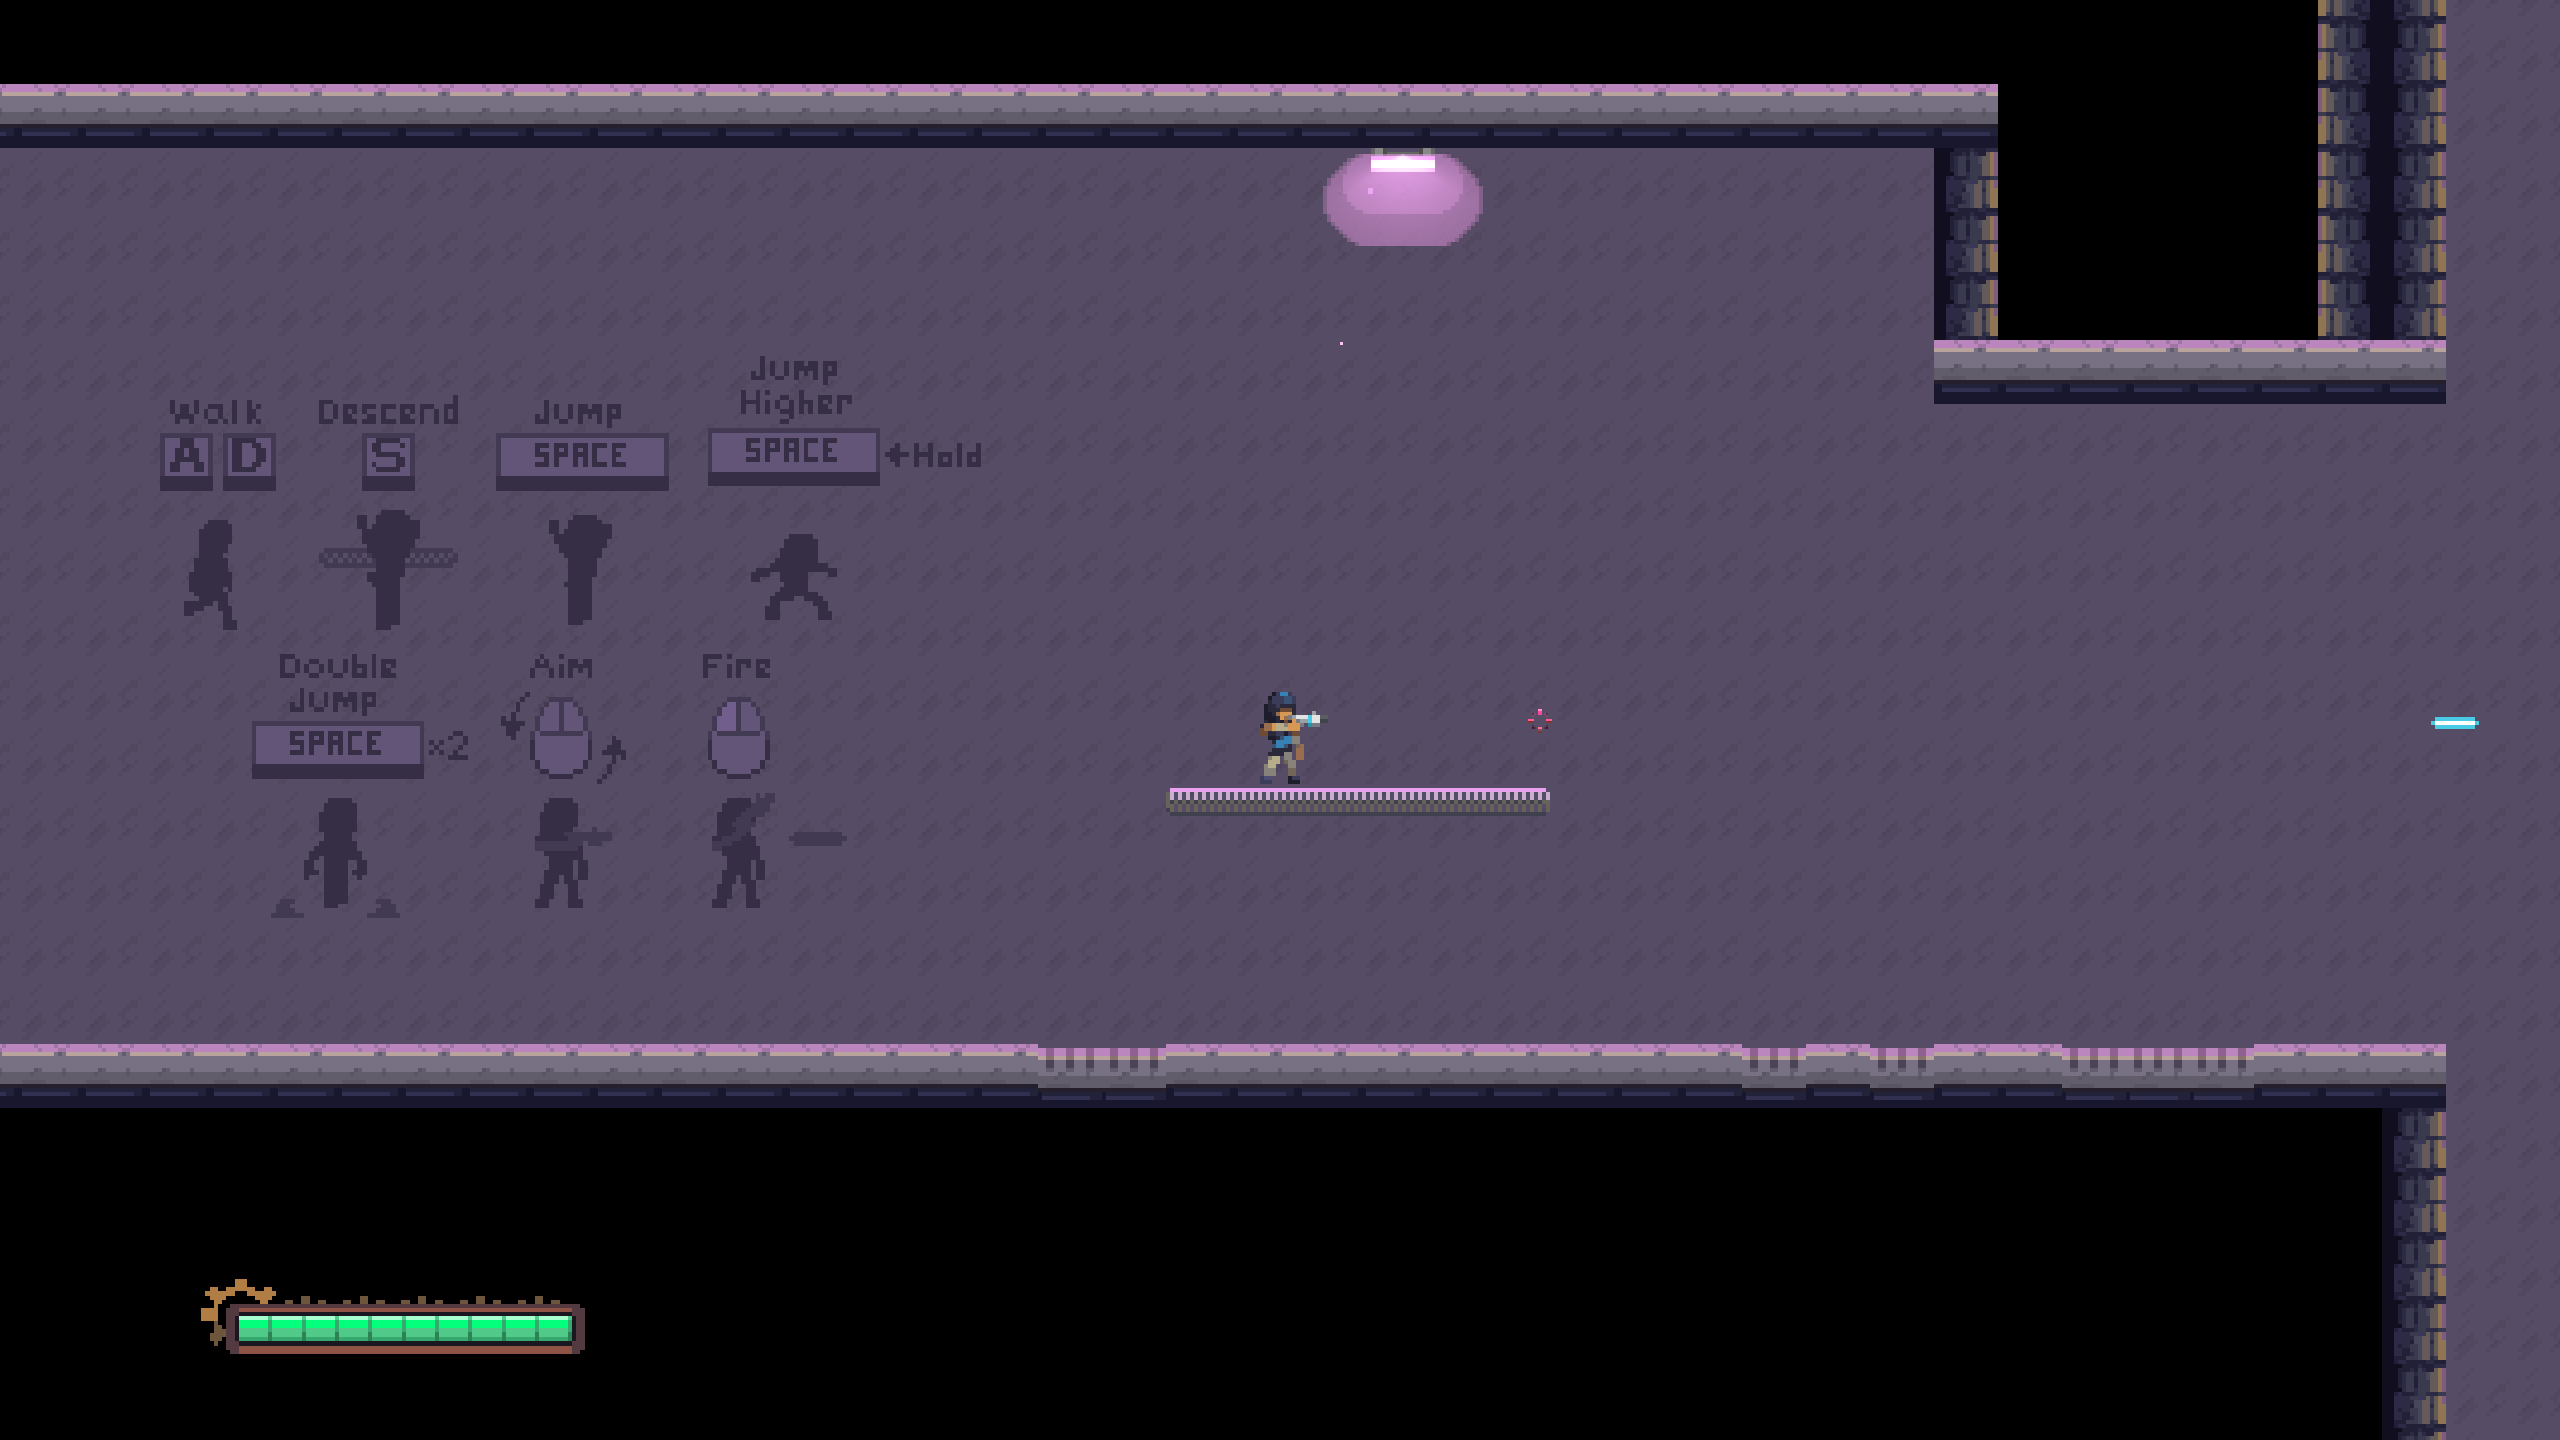 Walk
A D
Descend
S
Jump
SPACE
Jump
Higher
SPACE +Hold
Double
Jump
SPACE x2
Aim
Fire